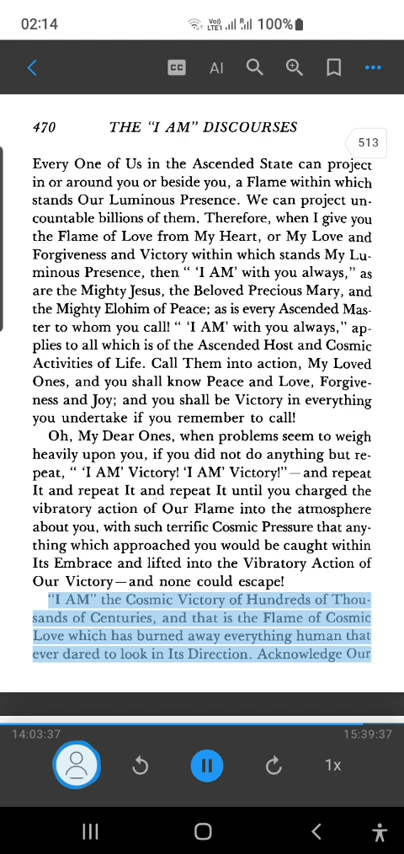 02:14
Vo)) LTE1 R 100%
CC AI
470 THE “I AM” DISCOURSES
513
Every One of Us in the Ascended State can project
in or around you or beside you, a Flame within which
stands Our Luminous Presence. We can project un-
countable billions of them. Therefore, when I give you
the Flame of Love from My Heart, or My Love and
Forgiveness and Victory within which stands My Lu-
minous Presence, then “ ‘I AM’ with you always,” as
are the Mighty Jesus, the Beloved Precious Mary, and
the Mighty Elohim of Peace; as is every Ascended Mas-
ter to whom you call! “ ‘I AM’ with you always,” ap-
plies to all which is of the Ascended Host and Cosmic
Activities of Life. Call Them into action, My Loved
Ones, and you shall know Peace and Love, Forgive-
ness and Joy; and you shall be Victory in everything
you undertake if you remember to call!
Oh, My Dear Ones, when problems seem to weigh
heavily upon you, if you did not do anything but re-
peat, “ ‘I AM’ Victory! ‘I AM’ Victory!”—and repeat
It and repeat It and repeat It until you charged the
vibratory action of Our Flame into the atmosphere
about you, with such terrific Cosmic Pressure that any-
thing which approached you would be caught within
Its Embrace and lifted into the Vibratory Action of
Our Victory—and none could escape!
“I AM” the Cosmic Victory of Hundreds of Thou-
sands of Centuries, and that is the Flame of Cosmic
Love which has burned away everything human that
ever dared to look in Its Direction. Acknowledge Our
14:03:37 15:39:37
1x